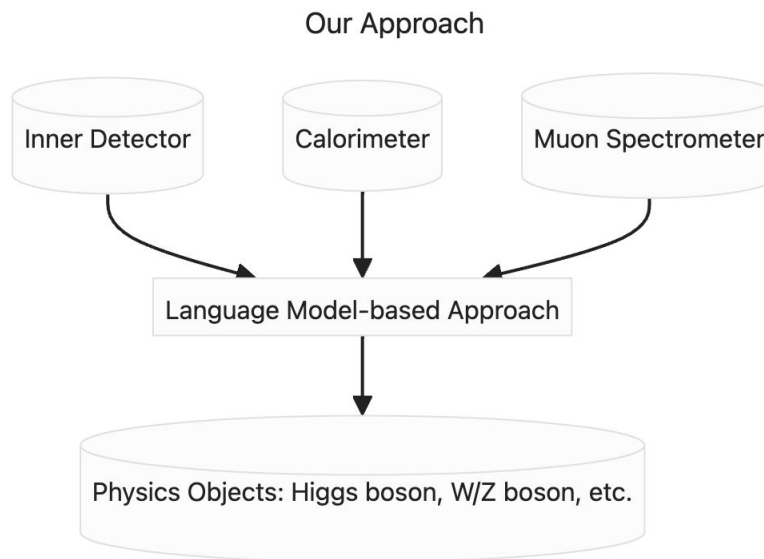 Our Approach
Inner Detector
Calorimeter
Muon Spectrometer
Language Model-based Approach
Physics Objects: Higgs boson, W/Z boson, etc.